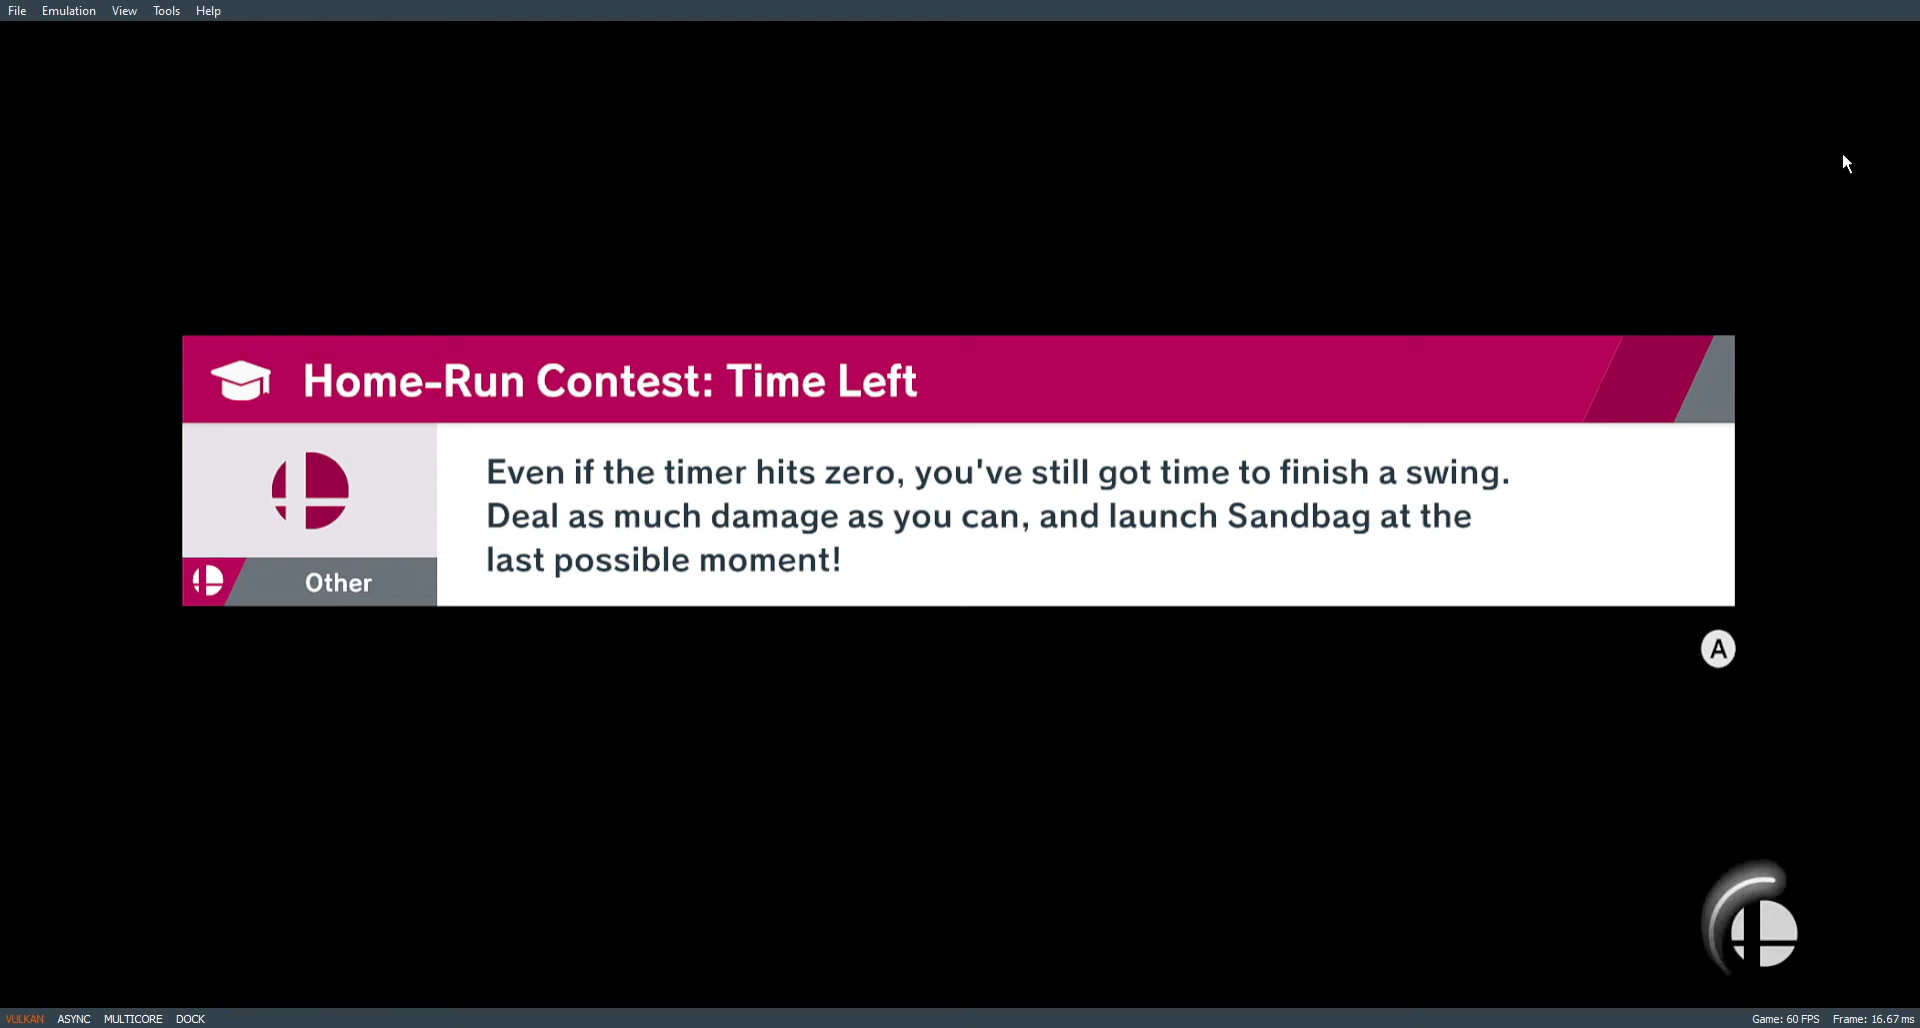 File Emulation View Tools Help
Home-Run Contest: Time Left
Even if the timer hits zero, you've still got time to finish a swing.
Deal as much damage as you can, and launch Sandbag at the
last possible moment!
Other
A
VULKAN ASYNC MULTICORE DOCK Game: 60 FPS Frame: 16.67 ms